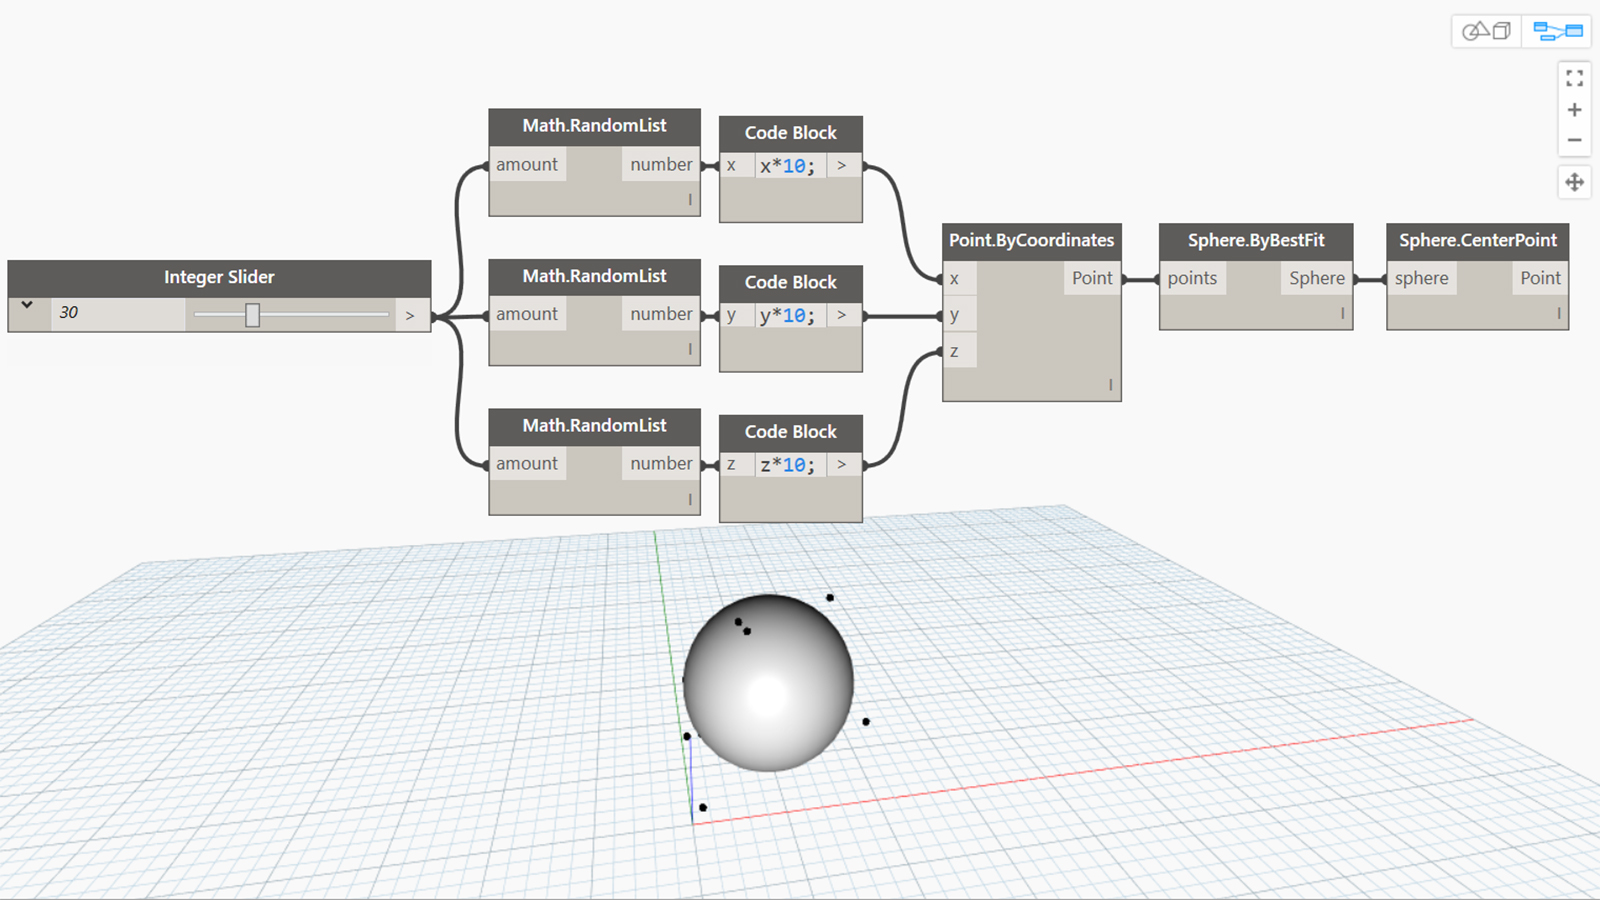 Math.RandomList
amount number
l
Code Block
x x*10; >
Integer Slider
30 >
Math.RandomList
amount number
l
Code Block
y y*10; >
Math.RandomList
amount number
l
Code Block
z z*10; >
Point.ByCoordinates
x Point
y
z
l
Sphere.ByBestFit
points Sphere
l
Sphere.CenterPoint
sphere Point
l